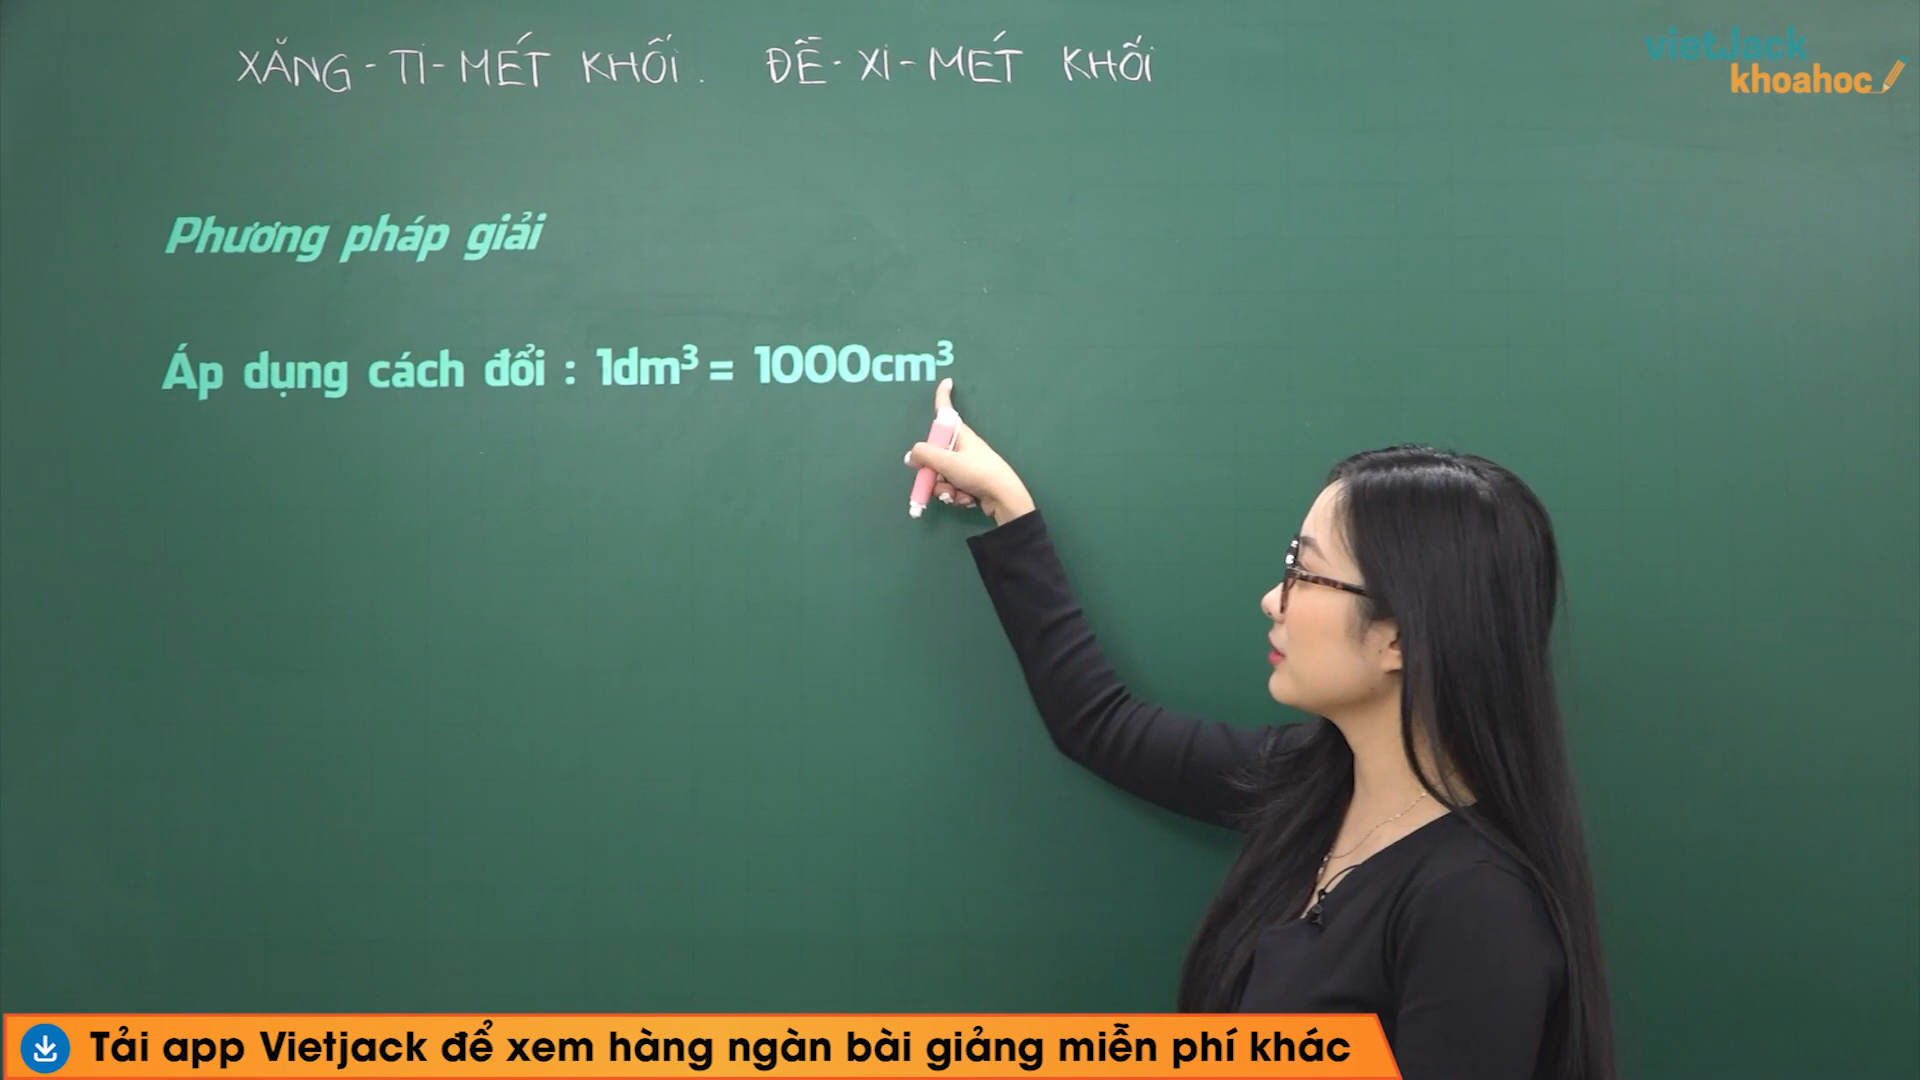 XĂNG-TI-MÉT KHỐI. ĐỀ-XI-MÉT KHỐI
vietJack
khoahoc
Phương pháp giải
Áp dụng cách đổi : 1dm³ = 1000cm³
Tải app Vietjack để xem hàng ngàn bài giảng miễn phí khác